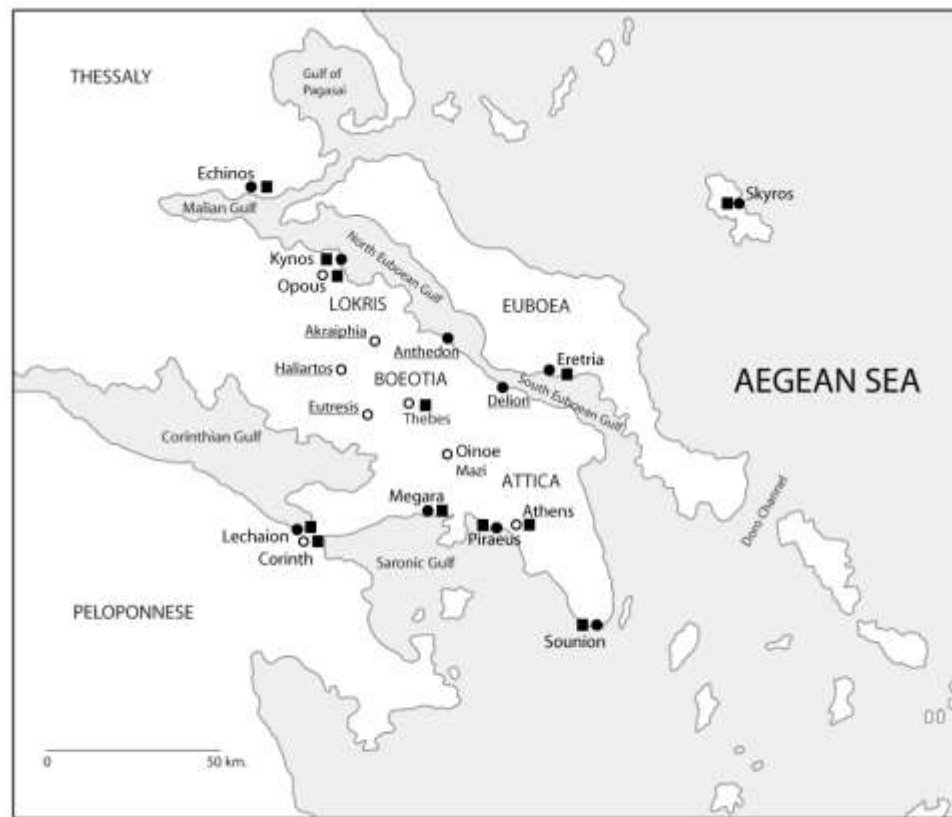 THESSALY
Gulf of
Pagasai
Echinos
Malian Gulf
Skyros
Kynos
North Euboean Gulf
Opous
LOKRIS
EUBOEA
Akraiphia
Anthedon
Eretria
Haliartos
BOEOTIA
AEGEAN SEA
Delion
South Euboean Gulf
Eutresis
Thebes
Corinthian Gulf
Oinoe
Mazi
ATTICA
Megara
Athens
Doro Channel
Lechaion
Piraeus
Corinth
Saronic Gulf
PELOPONNESE
Sounion
0 50 km.